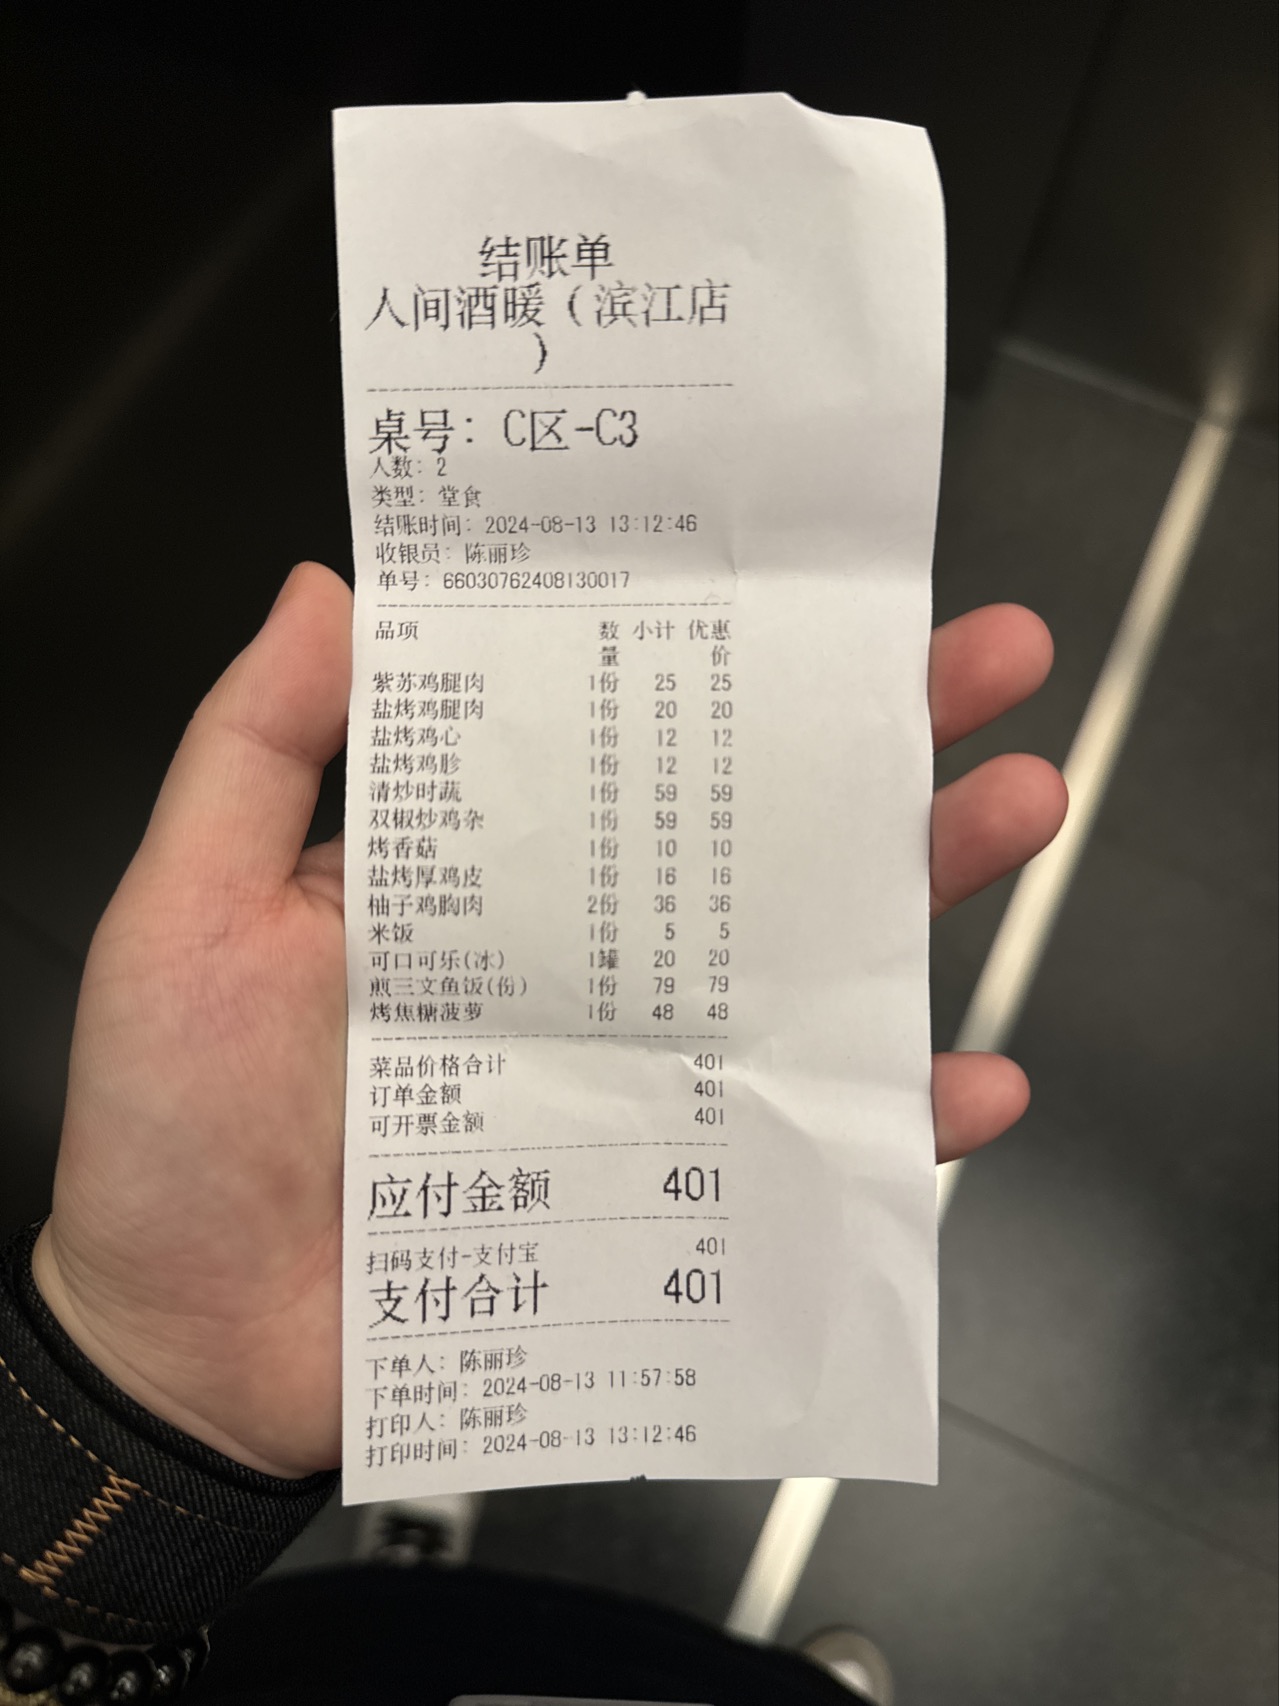 结账单
人间酒暖（滨江店
）
桌号：C区-C3
人数：2
类型：堂食
结账时间：2024-08-13 13:12:46
收银员：陈丽珍
单号：66030762408130017
品项 数 小计 优惠
量 价
紫苏鸡腿肉 1份 25 25
盐烤鸡腿肉 1份 20 20
盐烤鸡心 1份 12 12
盐烤鸡胗 1份 12 12
清炒时蔬 1份 59 59
双椒炒鸡杂 1份 59 59
烤香菇 1份 10 10
盐烤厚鸡皮 1份 16 16
柚子鸡胸肉 2份 36 36
米饭 1份 5 5
可口可乐(冰) 1罐 20 20
煎三文鱼饭(份) 1份 79 79
烤焦糖菠萝 1份 48 48
菜品价格合计 401
订单金额 401
可开票金额 401
应付金额 401
扫码支付-支付宝 401
支付合计 401
下单人：陈丽珍
下单时间：2024-08-13 11:57:58
打印人：陈丽珍
打印时间：2024-08-13 13:12:46